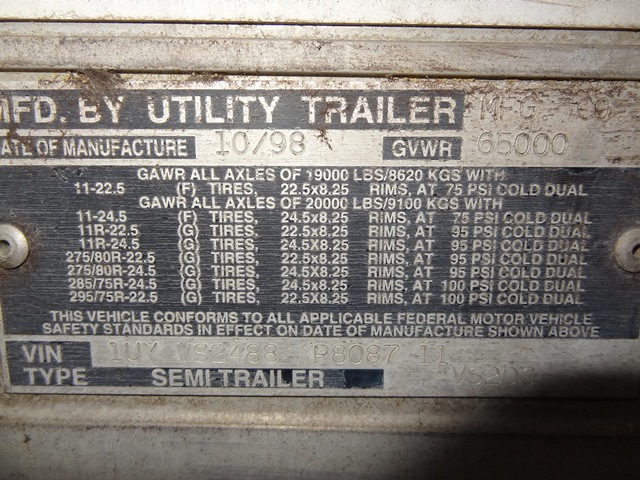 MFD. BY UTILITY TRAILER MFG
DATE OF MANUFACTURE 10/98 GVWR 65000
GAWR ALL AXLES OF 19000 LBS/8620 KGS WITH
11-22.5 (F) TIRES, 22.5x8.25 RIMS, AT 75 PSI COLD DUAL
GAWR ALL AXLES OF 20000 LBS/9100 KGS WITH
11-24.5 (F) TIRES, 24.5X8.25 RIMS, AT 75 PSI COLD DUAL
11R-22.5 (G) TIRES, 22.5X8.25 RIMS, AT 95 PSI COLD DUAL
11R-24.5 (G) TIRES, 24.5X8.25 RIMS, AT 95 PSI COLD DUAL
275/80R-22.5 (G) TIRES, 22.5X8.25 RIMS, AT 95 PSI COLD DUAL
275/80R-24.5 (G) TIRES, 24.5X8.25 RIMS, AT 95 PSI COLD DUAL
285/75R-24.5 (G) TIRES, 24.5X8.25 RIMS, AT 100 PSI COLD DUAL
295/75R-22.5 (G) TIRES, 22.5X8.25 RIMS, AT 100 PSI COLD DUAL
THIS VEHICLE CONFORMS TO ALL APPLICABLE FEDERAL MOTOR VEHICLE
SAFETY STANDARDS IN EFFECT ON DATE OF MANUFACTURE SHOWN ABOVE
VIN 1UY VS2488 P8087 11
TYPE SEMI-TRAILER